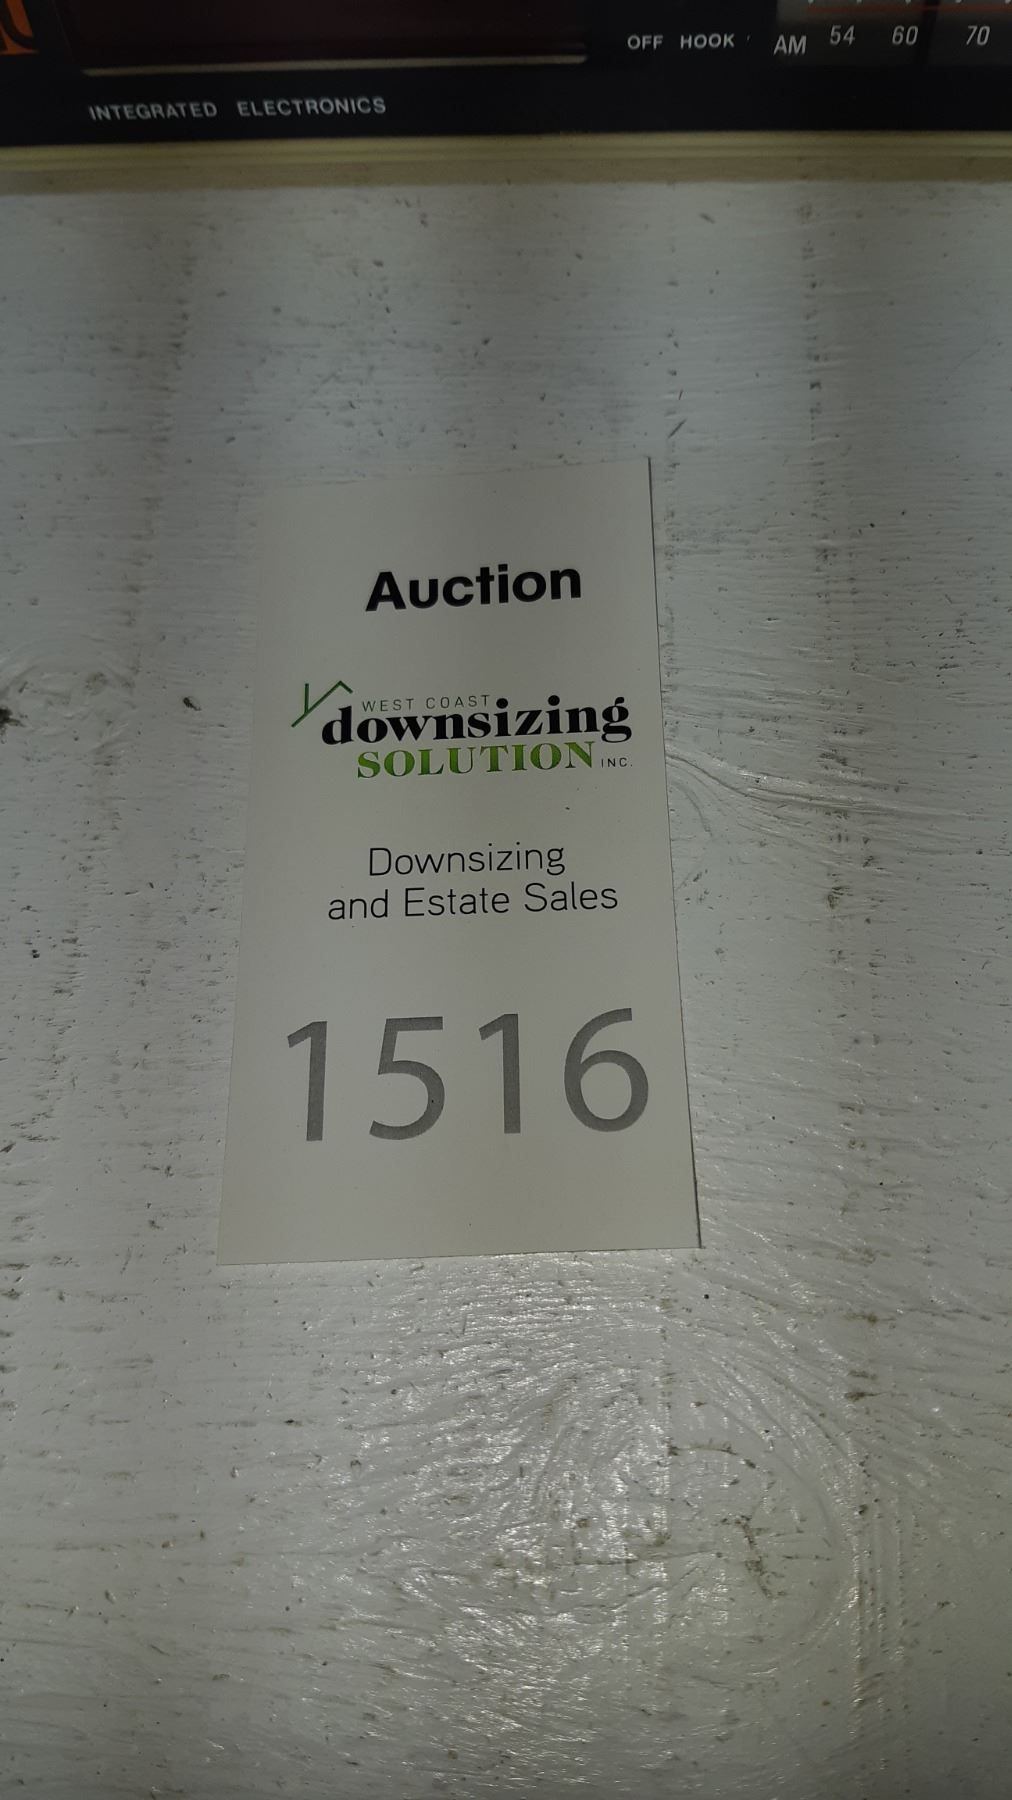 OFF HOOK AM 54 60 70
INTEGRATED ELECTRONICS
Auction
WEST COAST
downsizing
SOLUTION INC.
Downsizing
and Estate Sales
1516